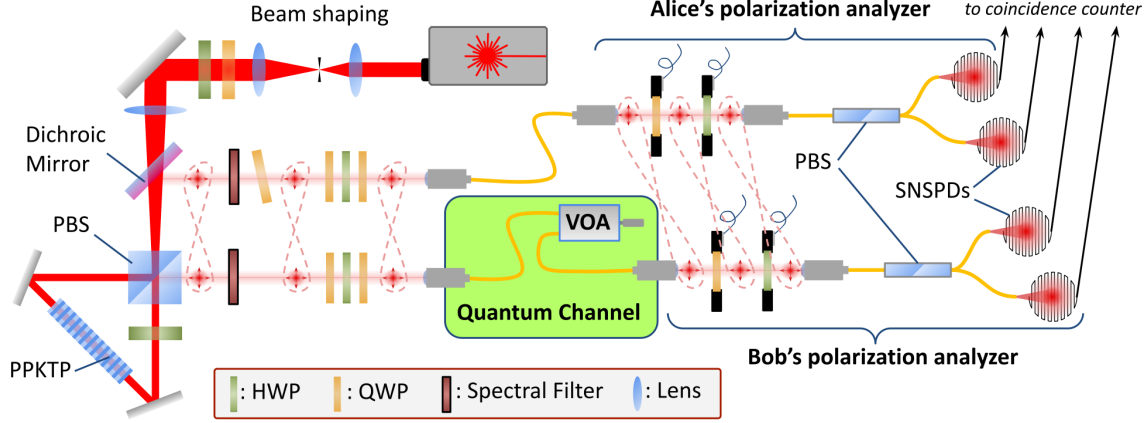 Beam shaping
Alice's polarization analyzer
to coincidence counter
Dichroic
Mirror
PBS
PBS
SNSPDs
VOA
Quantum Channel
PPKTP
Bob's polarization analyzer
: HWP
: QWP
: Spectral Filter
: Lens